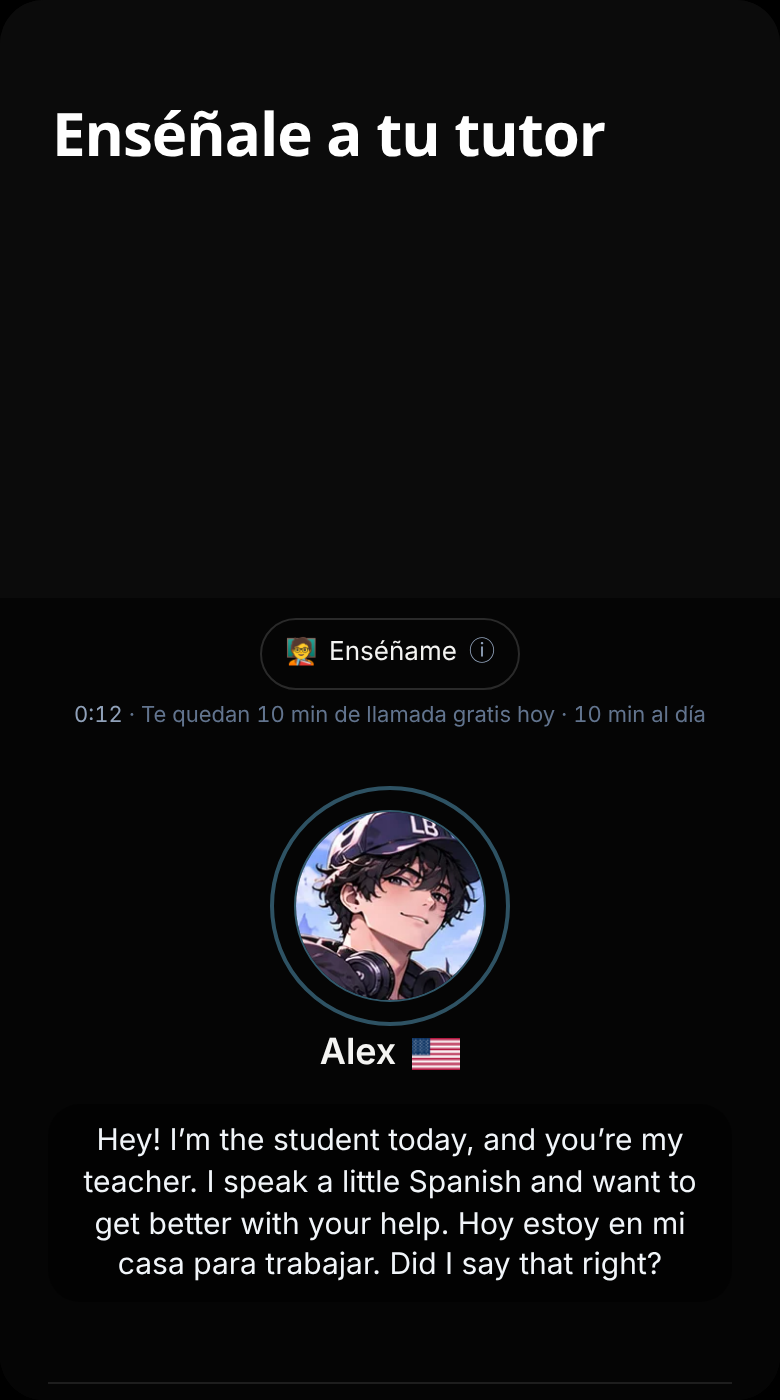 Enséñale a tu tutor
Enséñame
0:12 · Te quedan 10 min de llamada gratis hoy · 10 min al día
LB
Alex
Hey! I’m the student today, and you’re my
teacher. I speak a little Spanish and want to
get better with your help. Hoy estoy en mi
casa para trabajar. Did I say that right?